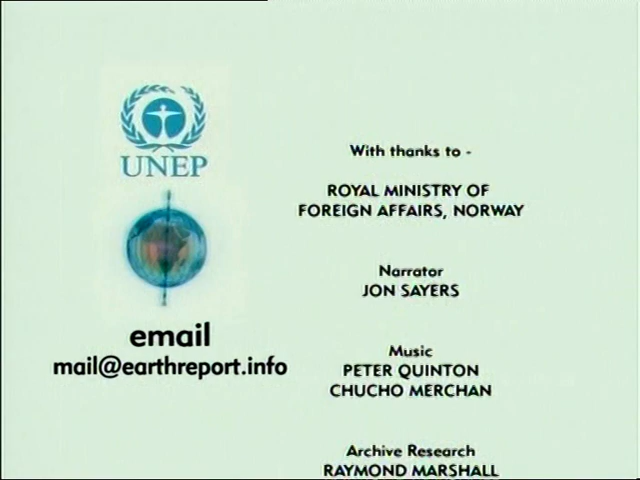 UNEP
email
mail@earthreport.info
With thanks to -
ROYAL MINISTRY OF
FOREIGN AFFAIRS, NORWAY
Narrator
JON SAYERS
Music
PETER QUINTON
CHUCHO MERCHAN
Archive Research
RAYMOND MARSHALL